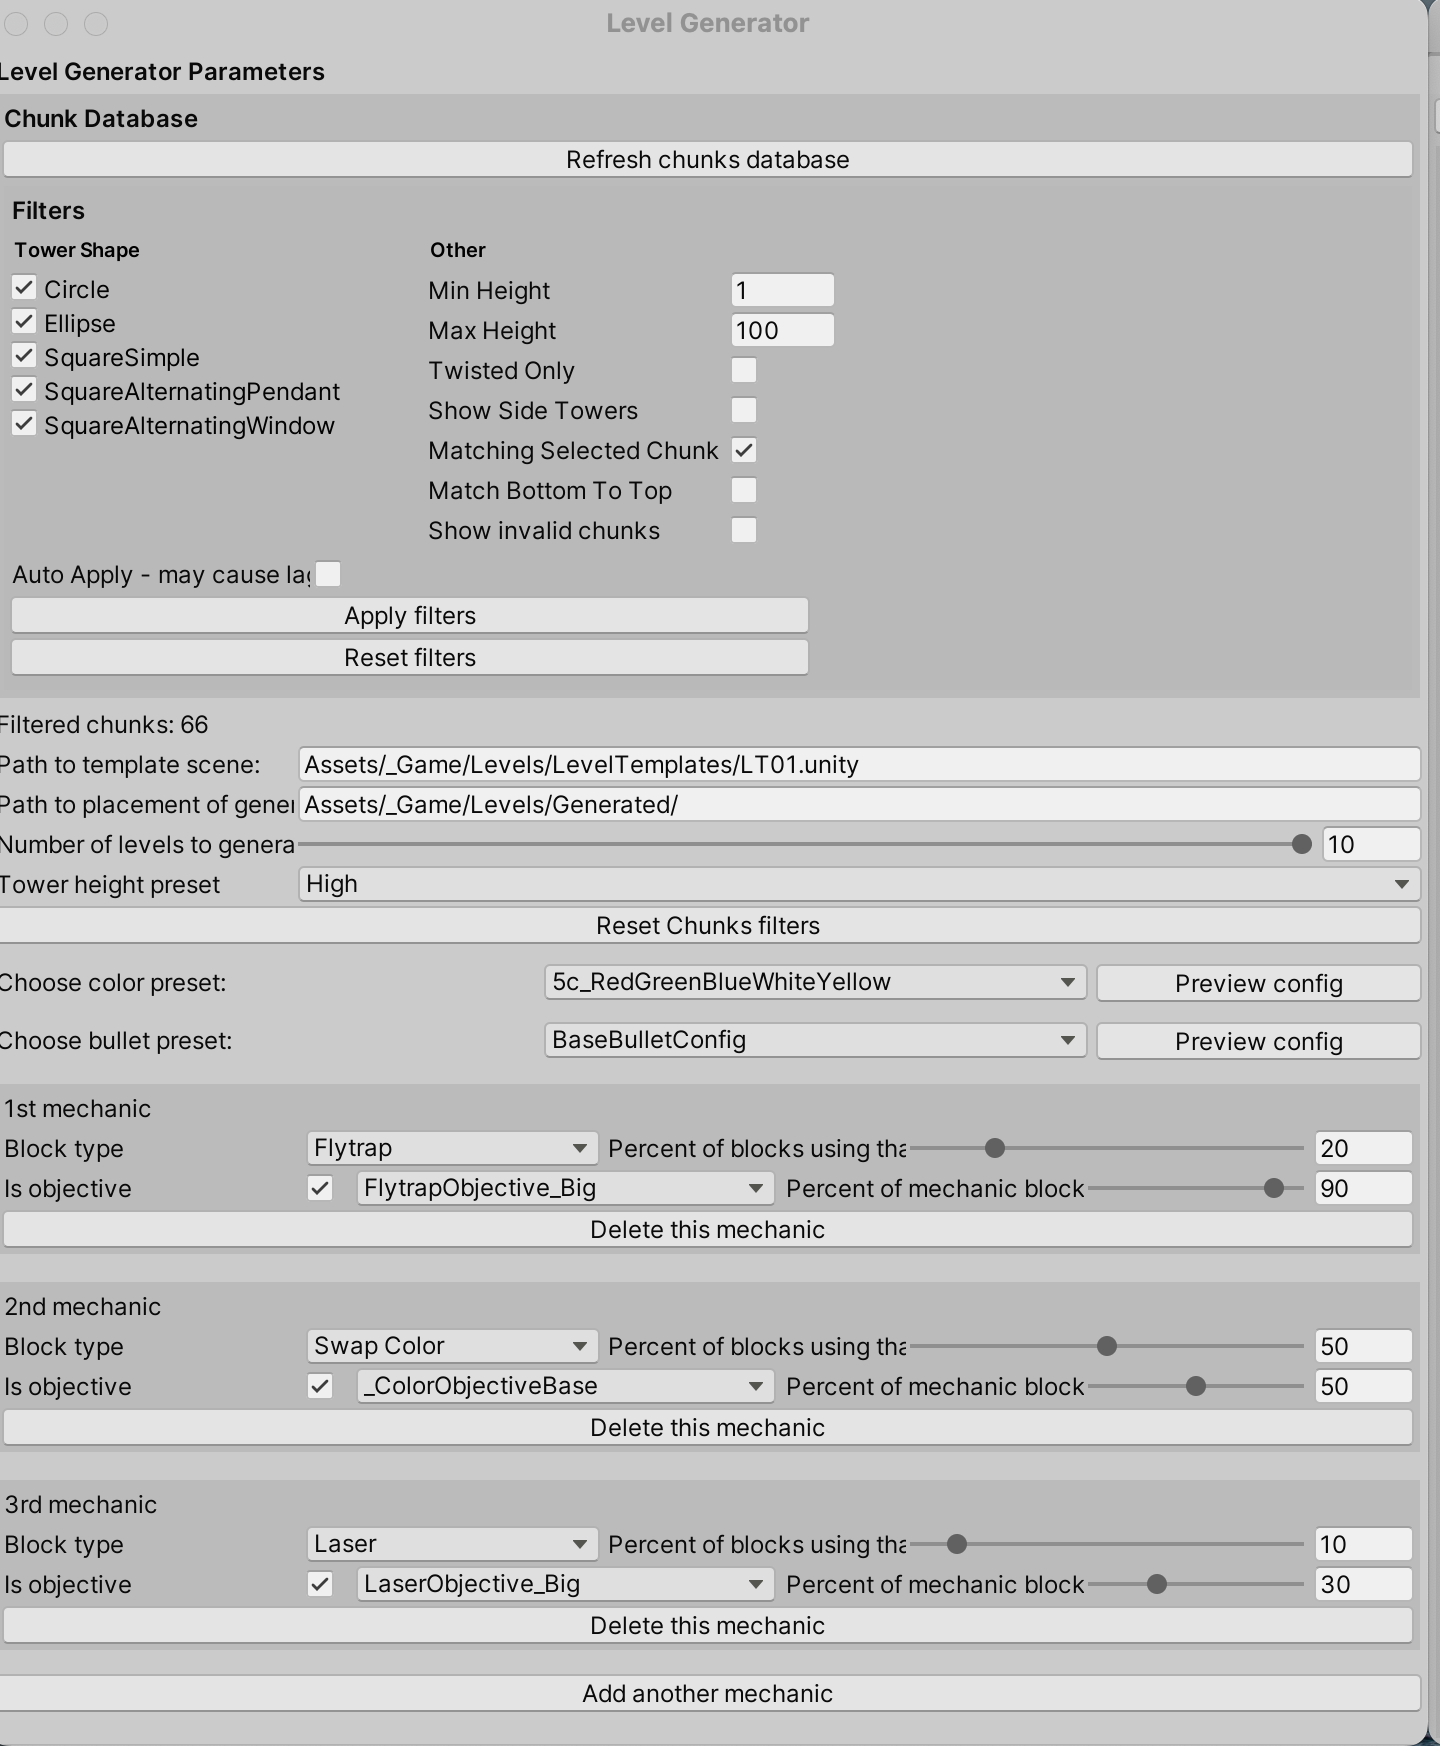 Level Generator
Level Generator Parameters
Chunk Database
Refresh chunks database
Filters
Tower Shape Other
Circle Min Height 1
Ellipse Max Height 100
SquareSimple Twisted Only
SquareAlternatingPendant Show Side Towers
SquareAlternatingWindow Matching Selected Chunk
Match Bottom To Top
Show invalid chunks
Auto Apply - may cause lag
Apply filters
Reset filters
Filtered chunks: 66
Path to template scene: Assets/_Game/Levels/LevelTemplates/LT01.unity
Path to placement of gener Assets/_Game/Levels/Generated/
Number of levels to genera 10
Tower height preset High
Reset Chunks filters
Choose color preset: 5c_RedGreenBlueWhiteYellow Preview config
Choose bullet preset: BaseBulletConfig Preview config
1st mechanic
Block type Flytrap Percent of blocks using tha 20
Is objective FlytrapObjective_Big Percent of mechanic block 90
Delete this mechanic
2nd mechanic
Block type Swap Color Percent of blocks using tha 50
Is objective _ColorObjectiveBase Percent of mechanic block 50
Delete this mechanic
3rd mechanic
Block type Laser Percent of blocks using tha 10
Is objective LaserObjective_Big Percent of mechanic block 30
Delete this mechanic
Add another mechanic